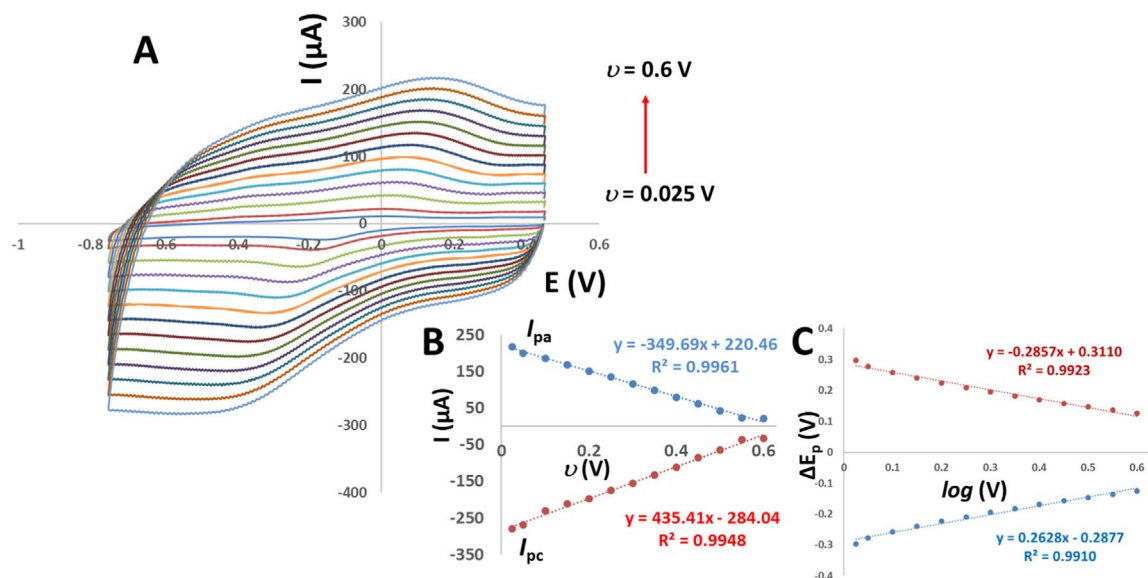 A
I (µA)
300
200
100
0
-100
-200
-300
-400
-1
-0.8
0.6
0.4
0.2
0
0.2
0.4
0.6
E (V)
υ = 0.6 V
υ = 0.025 V
B
I (µA)
250
150
50
-50
-150
-250
-350
0
0.2
0.4
0.6
υ (V)
Ipa
y = -349.69x + 220.46
R² = 0.9961
y = 435.41x - 284.04
R² = 0.9948
Ipc
C
ΔEp (V)
0.4
0.3
0.2
0.1
0
-0.1
-0.2
-0.3
-0.4
0
0.1
0.2
0.3
0.4
0.5
0.6
log (V)
y = -0.2857x + 0.3110
R² = 0.9923
y = 0.2628x - 0.2877
R² = 0.9910